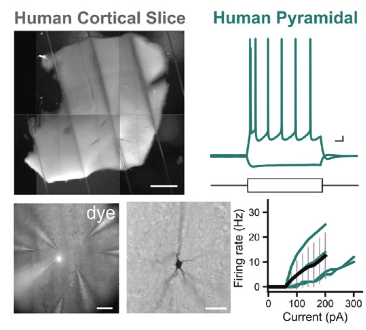 Human Cortical Slice
Human Pyramidal
dye
Firing rate (Hz)
30
20
10
0
0
100
200
300
Current (pA)